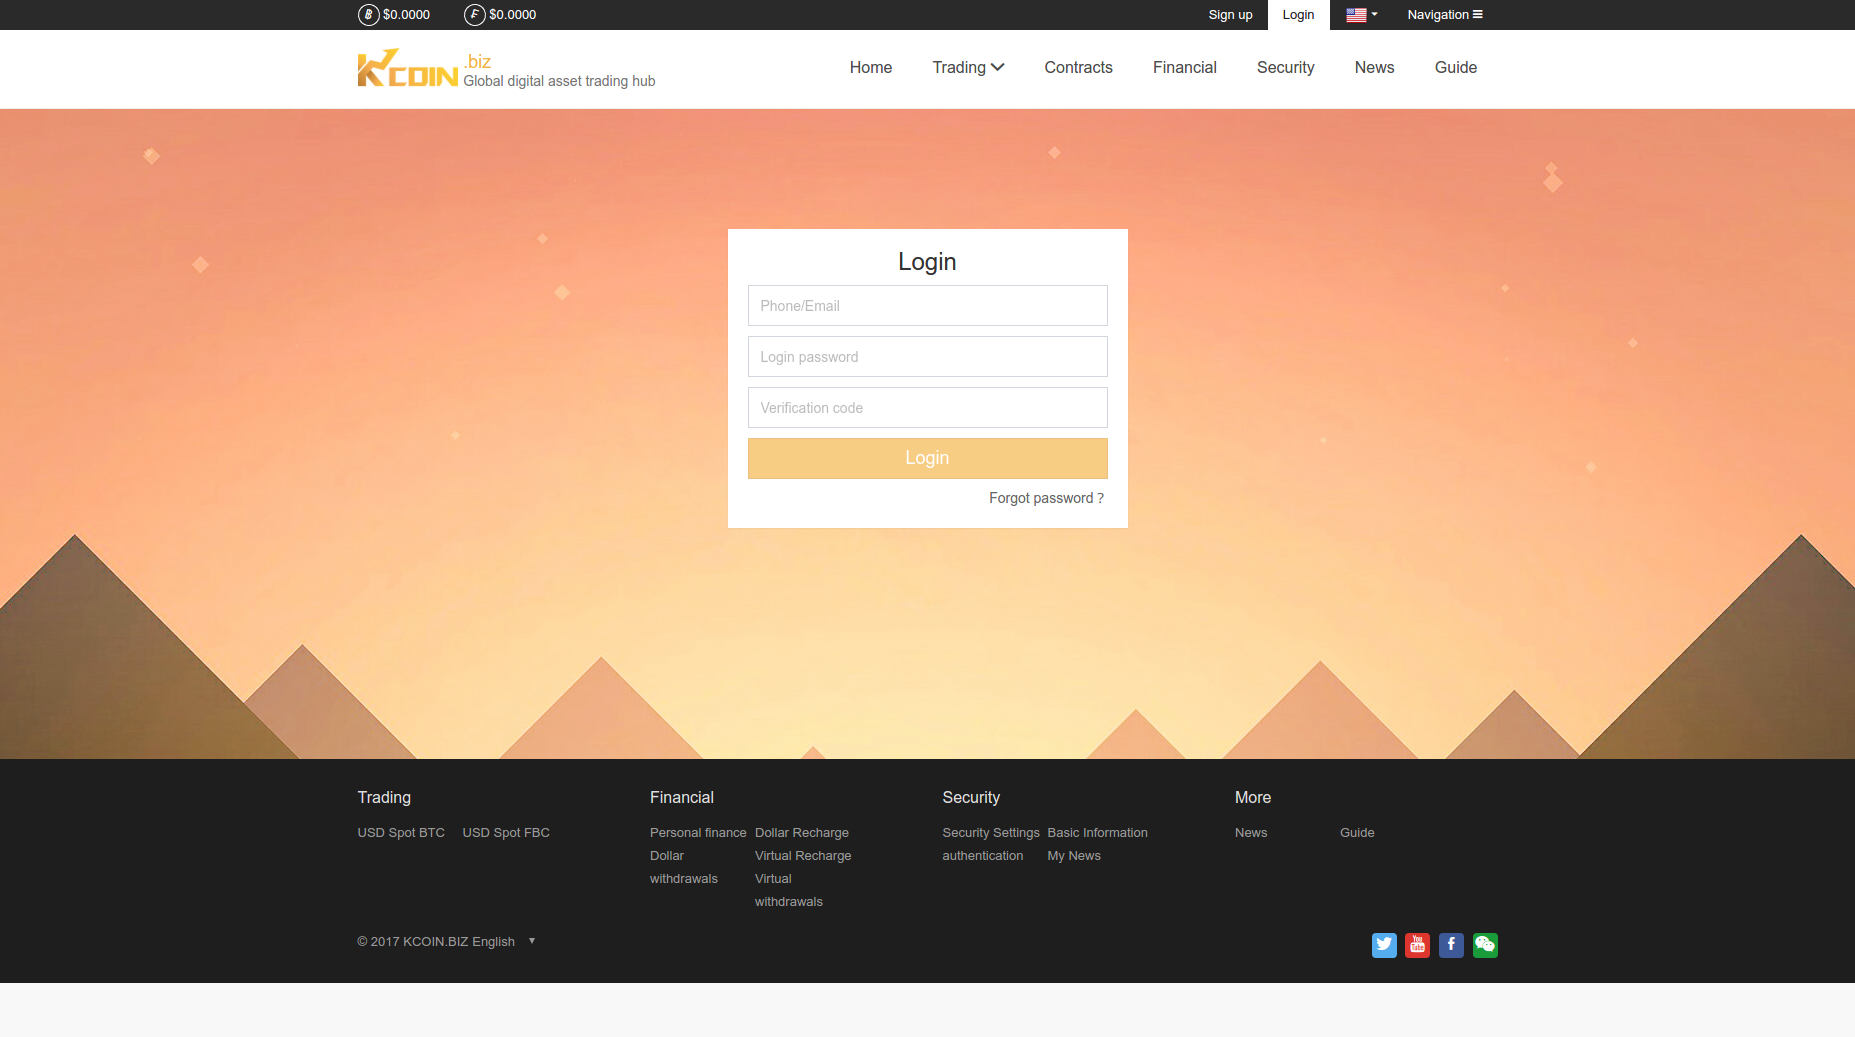 $0.0000 $0.0000 Sign up Login Navigation
KCOIN .biz
Global digital asset trading hub
Home Trading Contracts Financial Security News Guide
Login
Phone/Email
Login password
Verification code
Login
Forgot password ?
Trading Financial Security More
USD Spot BTC USD Spot FBC Personal finance Dollar Recharge Security Settings Basic Information News Guide
Dollar Virtual Recharge authentication My News
withdrawals Virtual
withdrawals
© 2017 KCOIN.BIZ English
You
Tube